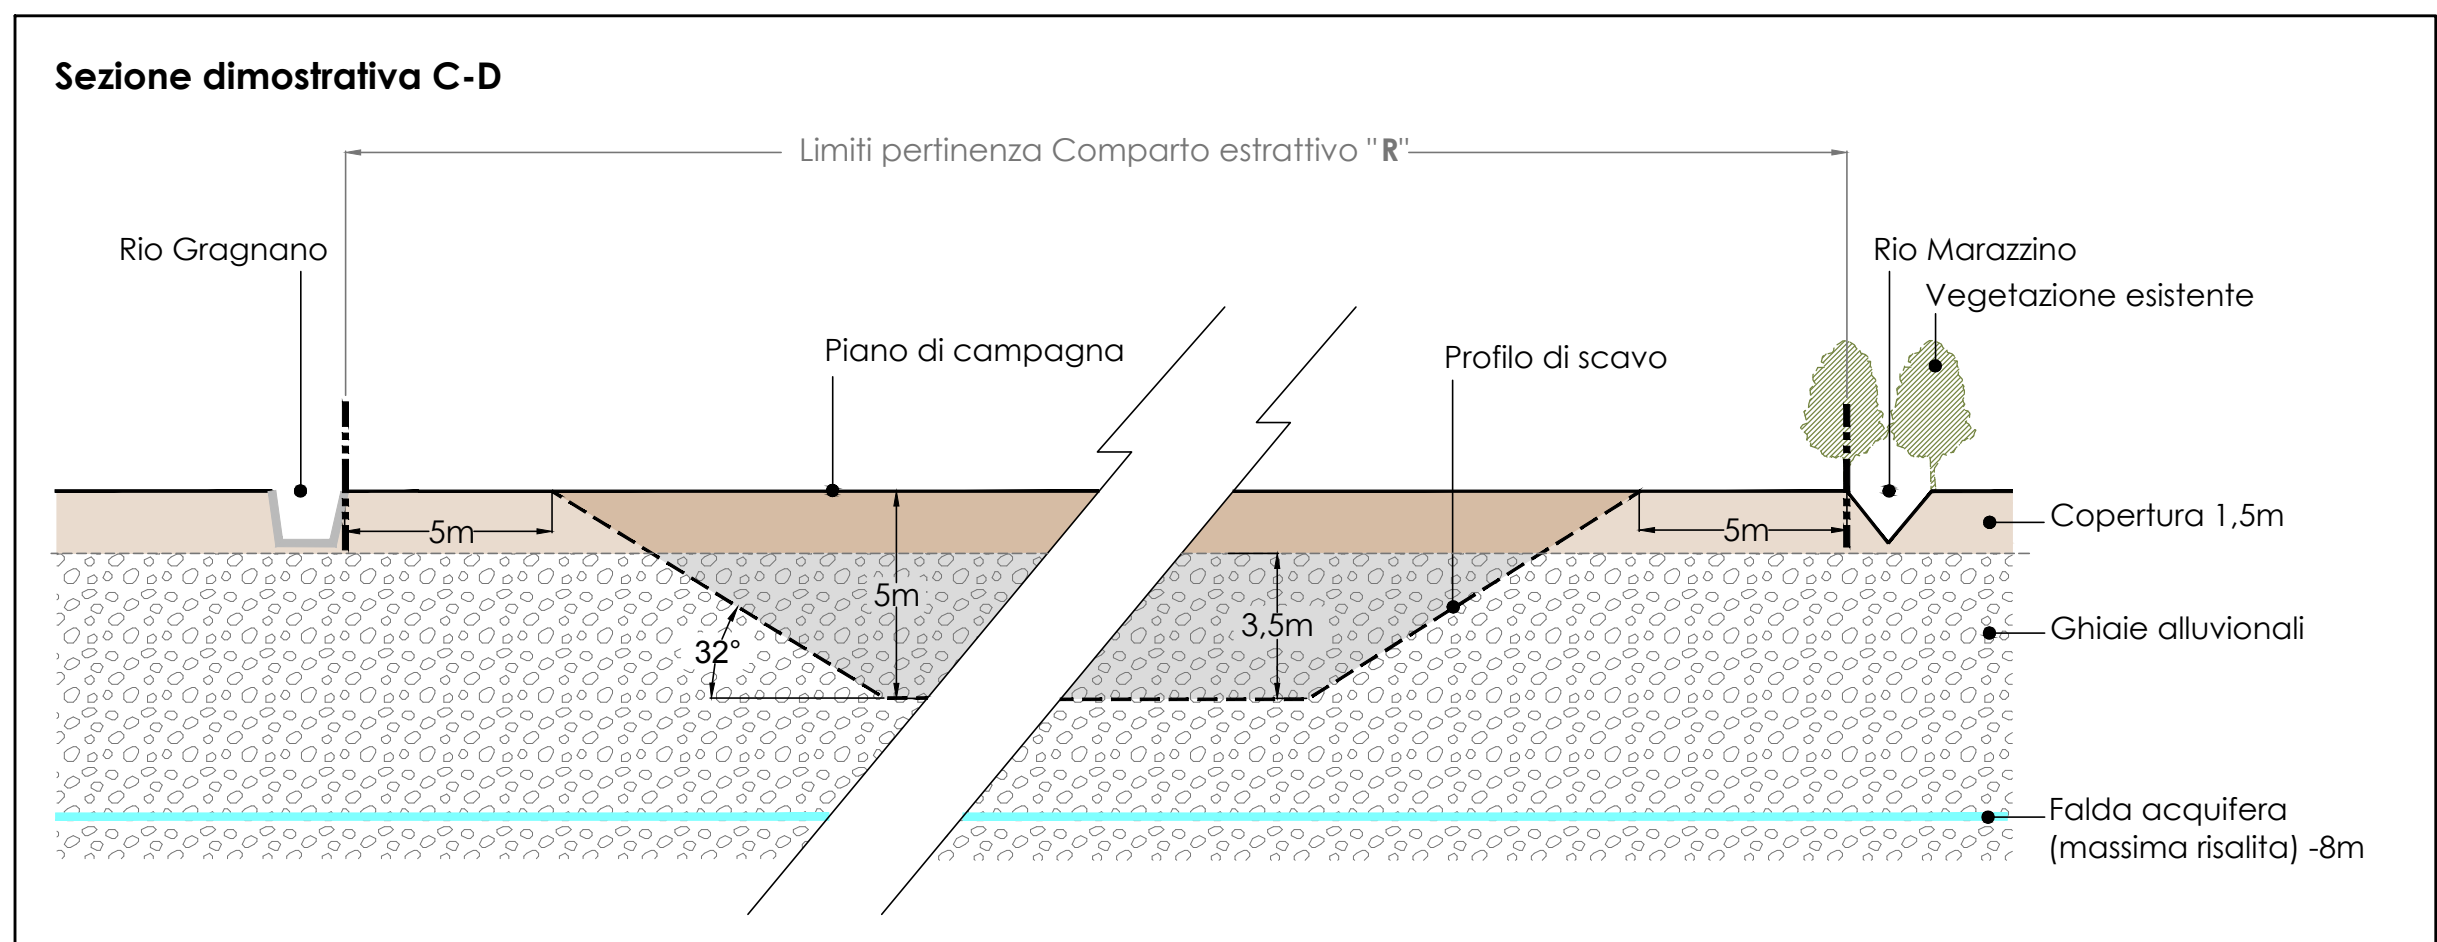 Sezione dimostrativa C-D
Limiti pertinenza Comparto estrattivo "R"
Rio Gragnano
Rio Marazzino
Vegetazione esistente
Piano di campagna
Profilo di scavo
5m
5m
Copertura 1,5m
5m
3,5m
32°
Ghiaie alluvionali
Falda acquifera
(massima risalita) -8m